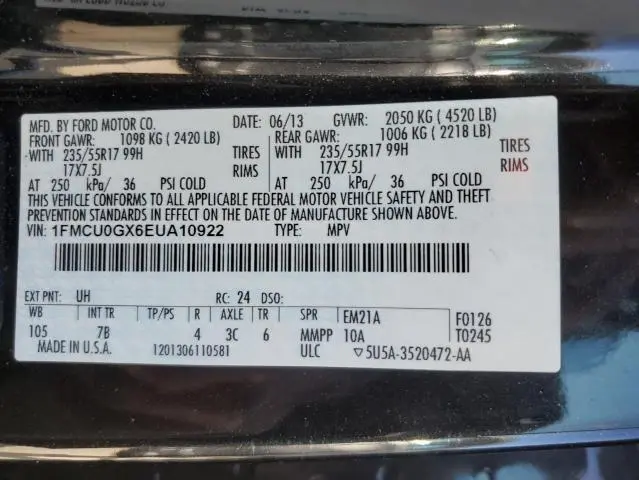 MFD. BY FORD MOTOR CO. DATE: 06/13 GVWR: 2050 KG ( 4520 LB)
FRONT GAWR: 1098 KG ( 2420 LB) REAR GAWR: 1006 KG ( 2218 LB)
WITH 235/55R17 99H TIRES WITH 235/55R17 99H TIRES
17X7.5J RIMS 17X7.5J RIMS
AT 250 kPa/ 36 PSI COLD AT 250 kPa/ 36 PSI COLD
THIS VEHICLE CONFORMS TO ALL APPLICABLE FEDERAL MOTOR VEHICLE SAFETY AND THEFT
PREVENTION STANDARDS IN EFFECT ON THE DATE OF MANUFACTURE SHOWN ABOVE.
VIN: 1FMCU0GX6EUA10922 TYPE: MPV
EXT PNT: UH RC: 24 DSO:
WB INT TR TP/PS R AXLE TR SPR EM21A F0126
105 7B 4 3C 6 MMPP 10A T0245
MADE IN U.S.A. 1201306110581 ULC ▽5U5A-3520472-AA